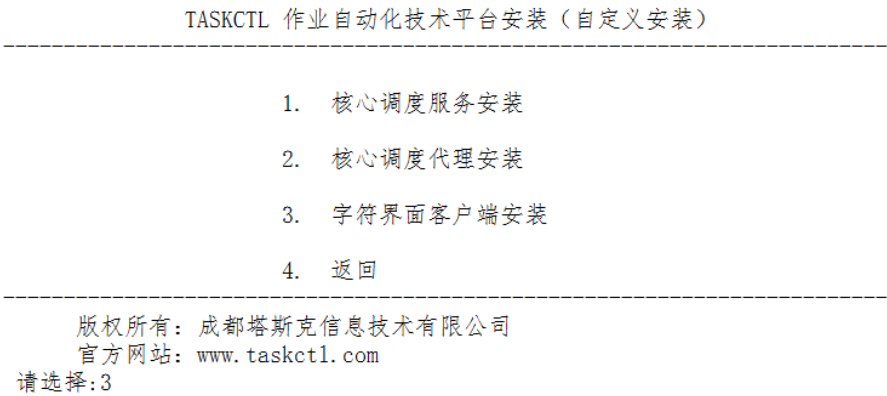 TASKCTL 作业自动化技术平台安装（自定义安装）
1. 核心调度服务安装
2. 核心调度代理安装
3. 字符界面客户端安装
4. 返回
版权所有: 成都塔斯克信息技术有限公司
官方网站: www.taskctl.com
请选择:3